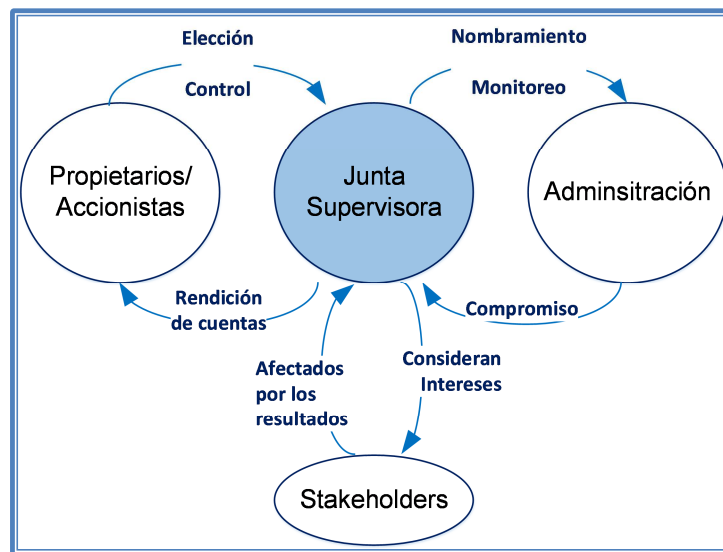 Elección
Control
Nombramiento
Monitoreo
Propietarios/
Accionistas
Junta
Supervisora
Adminsitración
Rendición
de cuentas
Compromiso
Afectados
por los
resultados
Consideran
Intereses
Stakeholders